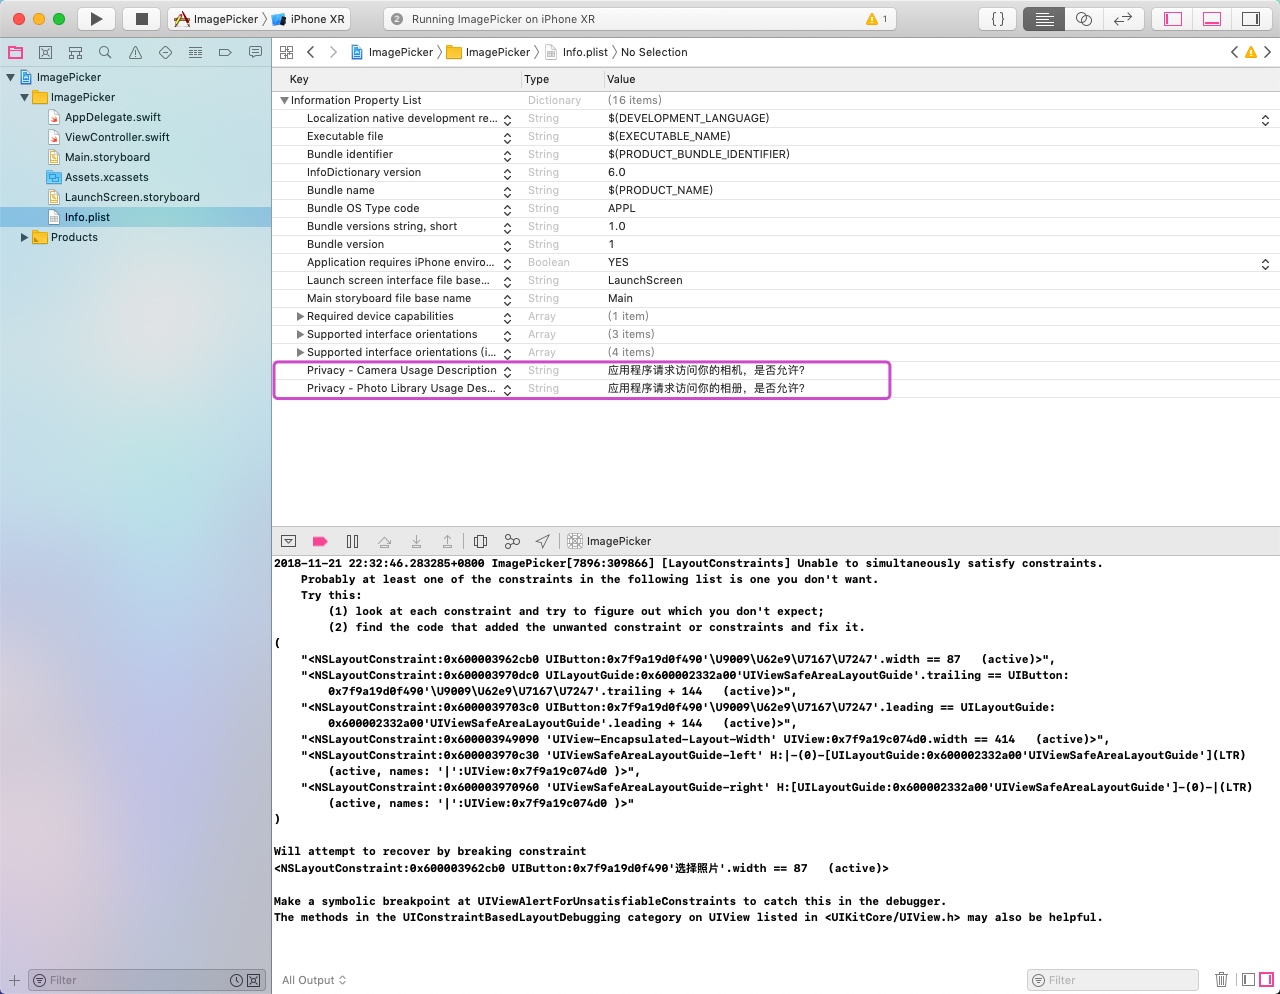 ImagePicker 〉 iPhone XR
2 Running ImagePicker on iPhone XR
1
{ }
ImagePicker 〉 ImagePicker 〉 Info.plist 〉 No Selection
ImagePicker
ImagePicker
AppDelegate.swift
ViewController.swift
Main.storyboard
Assets.xcassets
LaunchScreen.storyboard
Info.plist
Products
Filter
Key Type Value
Information Property List Dictionary (16 items)
Localization native development re... String $(DEVELOPMENT_LANGUAGE)
Executable file String $(EXECUTABLE_NAME)
Bundle identifier String $(PRODUCT_BUNDLE_IDENTIFIER)
InfoDictionary version String 6.0
Bundle name String $(PRODUCT_NAME)
Bundle OS Type code String APPL
Bundle versions string, short String 1.0
Bundle version String 1
Application requires iPhone enviro... Boolean YES
Launch screen interface file base... String LaunchScreen
Main storyboard file base name String Main
Required device capabilities Array (1 item)
Supported interface orientations Array (3 items)
Supported interface orientations (i... Array (4 items)
Privacy - Camera Usage Description String 应用程序请求访问你的相机，是否允许?
Privacy - Photo Library Usage Des... String 应用程序请求访问你的相册，是否允许?
ImagePicker
2018-11-21 22:32:46.283285+0800 ImagePicker[7896:309866] [LayoutConstraints] Unable to simultaneously satisfy constraints.
Probably at least one of the constraints in the following list is one you don't want.
Try this:
(1) look at each constraint and try to figure out which you don't expect;
(2) find the code that added the unwanted constraint or constraints and fix it.
(
"<NSLayoutConstraint:0x600003962cb0 UIButton:0x7f9a19d0f490'\U9009\U62e9\U7167\U7247'.width == 87   (active)>",
"<NSLayoutConstraint:0x600003970dc0 UILayoutGuide:0x600002332a00'UIViewSafeAreaLayoutGuide'.trailing == UIButton:
0x7f9a19d0f490'\U9009\U62e9\U7167\U7247'.trailing + 144   (active)>",
"<NSLayoutConstraint:0x6000039703c0 UIButton:0x7f9a19d0f490'\U9009\U62e9\U7167\U7247'.leading == UILayoutGuide:
0x600002332a00'UIViewSafeAreaLayoutGuide'.leading + 144   (active)>",
"<NSLayoutConstraint:0x600003949090 'UIView-Encapsulated-Layout-Width' UIView:0x7f9a19c074d0.width == 414   (active)>",
"<NSLayoutConstraint:0x600003970c30 'UIViewSafeAreaLayoutGuide-left' H:|-(0)-[UILayoutGuide:0x600002332a00'UIViewSafeAreaLayoutGuide'](LTR)
(active, names: '|':UIView:0x7f9a19c074d0 )>",
"<NSLayoutConstraint:0x600003970960 'UIViewSafeAreaLayoutGuide-right' H:[UILayoutGuide:0x600002332a00'UIViewSafeAreaLayoutGuide']-(0)-|(LTR)
(active, names: '|':UIView:0x7f9a19c074d0 )>"
)
Will attempt to recover by breaking constraint
<NSLayoutConstraint:0x600003962cb0 UIButton:0x7f9a19d0f490'选择照片'.width == 87   (active)>
Make a symbolic breakpoint at UIViewAlertForUnsatisfiableConstraints to catch this in the debugger.
The methods in the UIConstraintBasedLayoutDebugging category on UIView listed in <UIKitCore/UIView.h> may also be helpful.
All Output
Filter